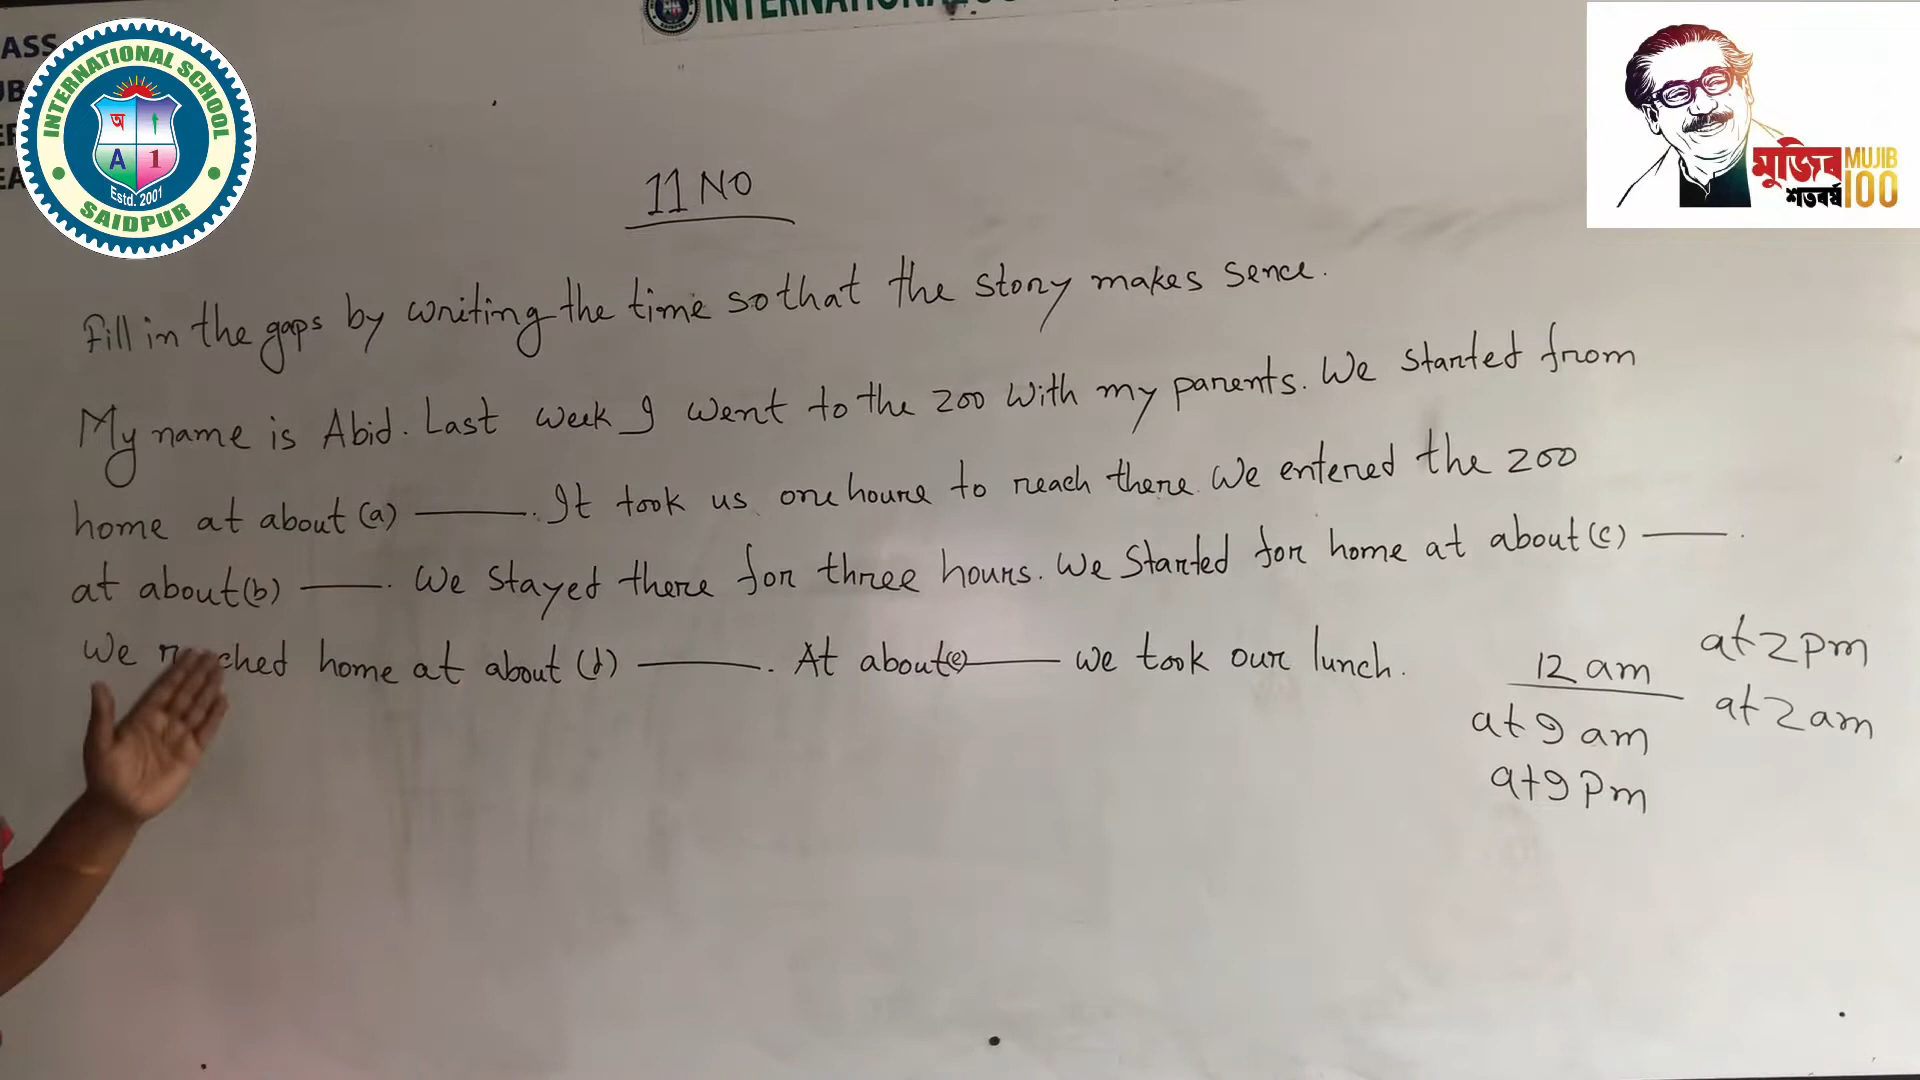 INTERNATIONAL SCHOOL
অ
A 1
Estd. 2001
SAIDPUR
মুজিব MUJIB
শতবর্ষ 100
11 NO
Fill in the gaps by writing the time so that the story makes sence.
My name is Abid. Last week I went to the zoo with my parents. We started from
home at about (a) ———. It took us one houre to reach there. We entered the zoo
at about (b) ———. We stayed there for three hours. We started for home at about (c) ———.
We reached home at about (d) ———. At about (e) ——— we took our lunch.
12 am
at 9 am
at 9 pm
at 2 pm
at 2 am